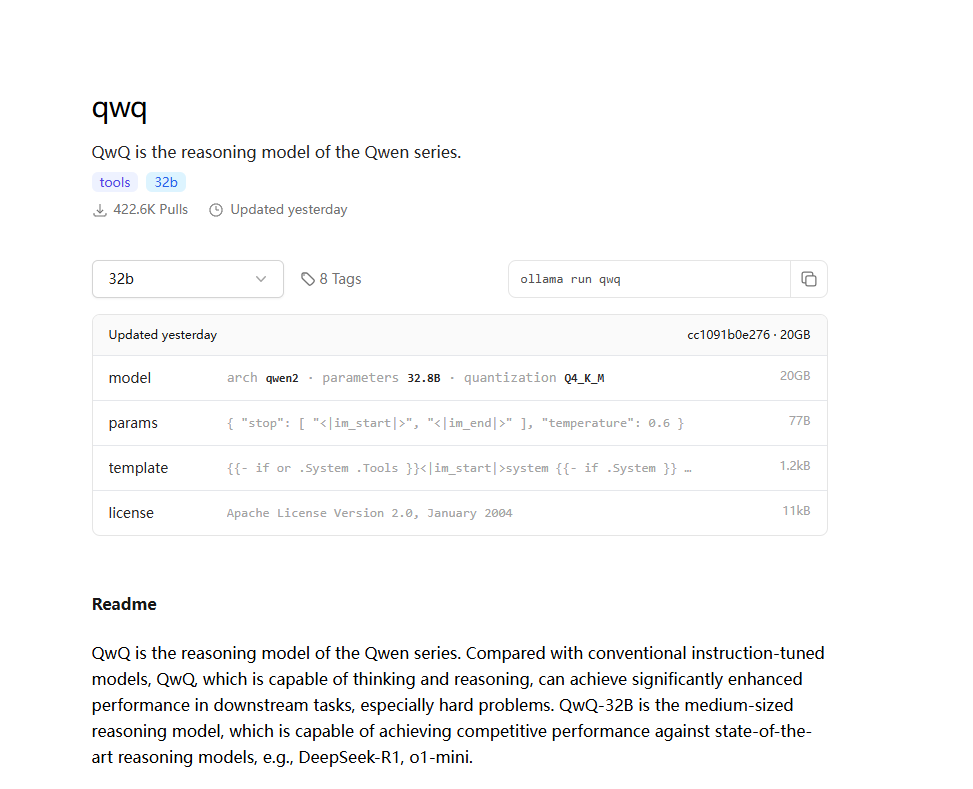 qwq
QwQ is the reasoning model of the Qwen series.
tools 32b
422.6K Pulls Updated yesterday
32b 8 Tags ollama run qwq
Updated yesterday cc1091b0e276 · 20GB
model arch qwen2 · parameters 32.8B · quantization Q4_K_M 20GB
params { "stop": [ "<|im_start|>", "<|im_end|>" ], "temperature": 0.6 } 77B
template {{- if or .System .Tools }}<|im_start|>system {{- if .System }} … 1.2kB
license Apache License Version 2.0, January 2004 11kB
Readme
QwQ is the reasoning model of the Qwen series. Compared with conventional instruction-tuned
models, QwQ, which is capable of thinking and reasoning, can achieve significantly enhanced
performance in downstream tasks, especially hard problems. QwQ-32B is the medium-sized
reasoning model, which is capable of achieving competitive performance against state-of-the-
art reasoning models, e.g., DeepSeek-R1, o1-mini.